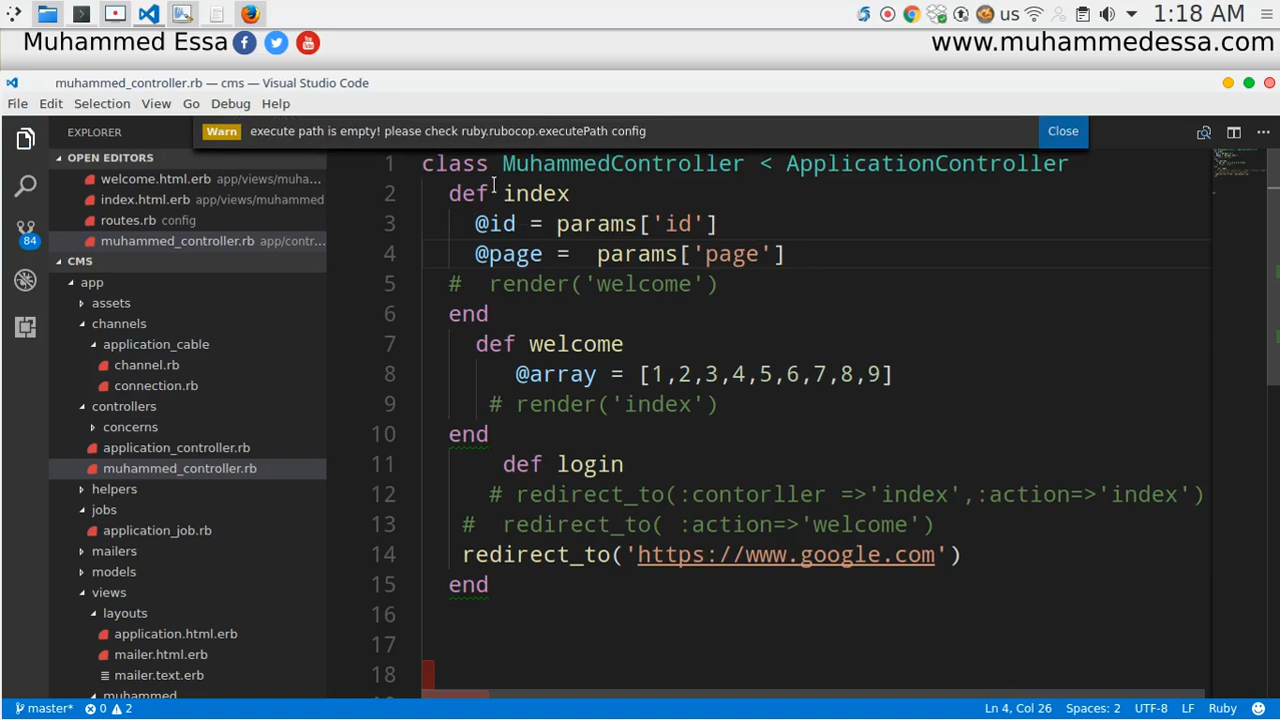 us
1:18 AM
Muhammed Essa
www.muhammedessa.com
muhammed_controller.rb — cms — Visual Studio Code
File Edit Selection View Go Debug Help
EXPLORER
Warn execute path is empty! please check ruby.rubocop.executePath config Close
OPEN EDITORS
welcome.html.erb app/views/muha...
index.html.erb app/views/muhammed
routes.rb config
muhammed_controller.rb app/contr...
84
CMS
app
assets
channels
application_cable
channel.rb
connection.rb
controllers
concerns
application_controller.rb
muhammed_controller.rb
helpers
jobs
application_job.rb
mailers
models
views
layouts
application.html.erb
mailer.html.erb
mailer.text.erb
muhammed
1 class MuhammedController < ApplicationController
2 def index
3 @id = params['id']
4 @page =  params['page']
5 #  render('welcome')
6 end
7 def welcome
8 @array = [1,2,3,4,5,6,7,8,9]
9 # render('index')
10 end
11 def login
12 # redirect_to(:contorller =>'index',:action=>'index')
13 #  redirect_to( :action=>'welcome')
14 redirect_to('https://www.google.com')
15 end
16
17
18
master* 0 2
Ln 4, Col 26 Spaces: 2 UTF-8 LF Ruby